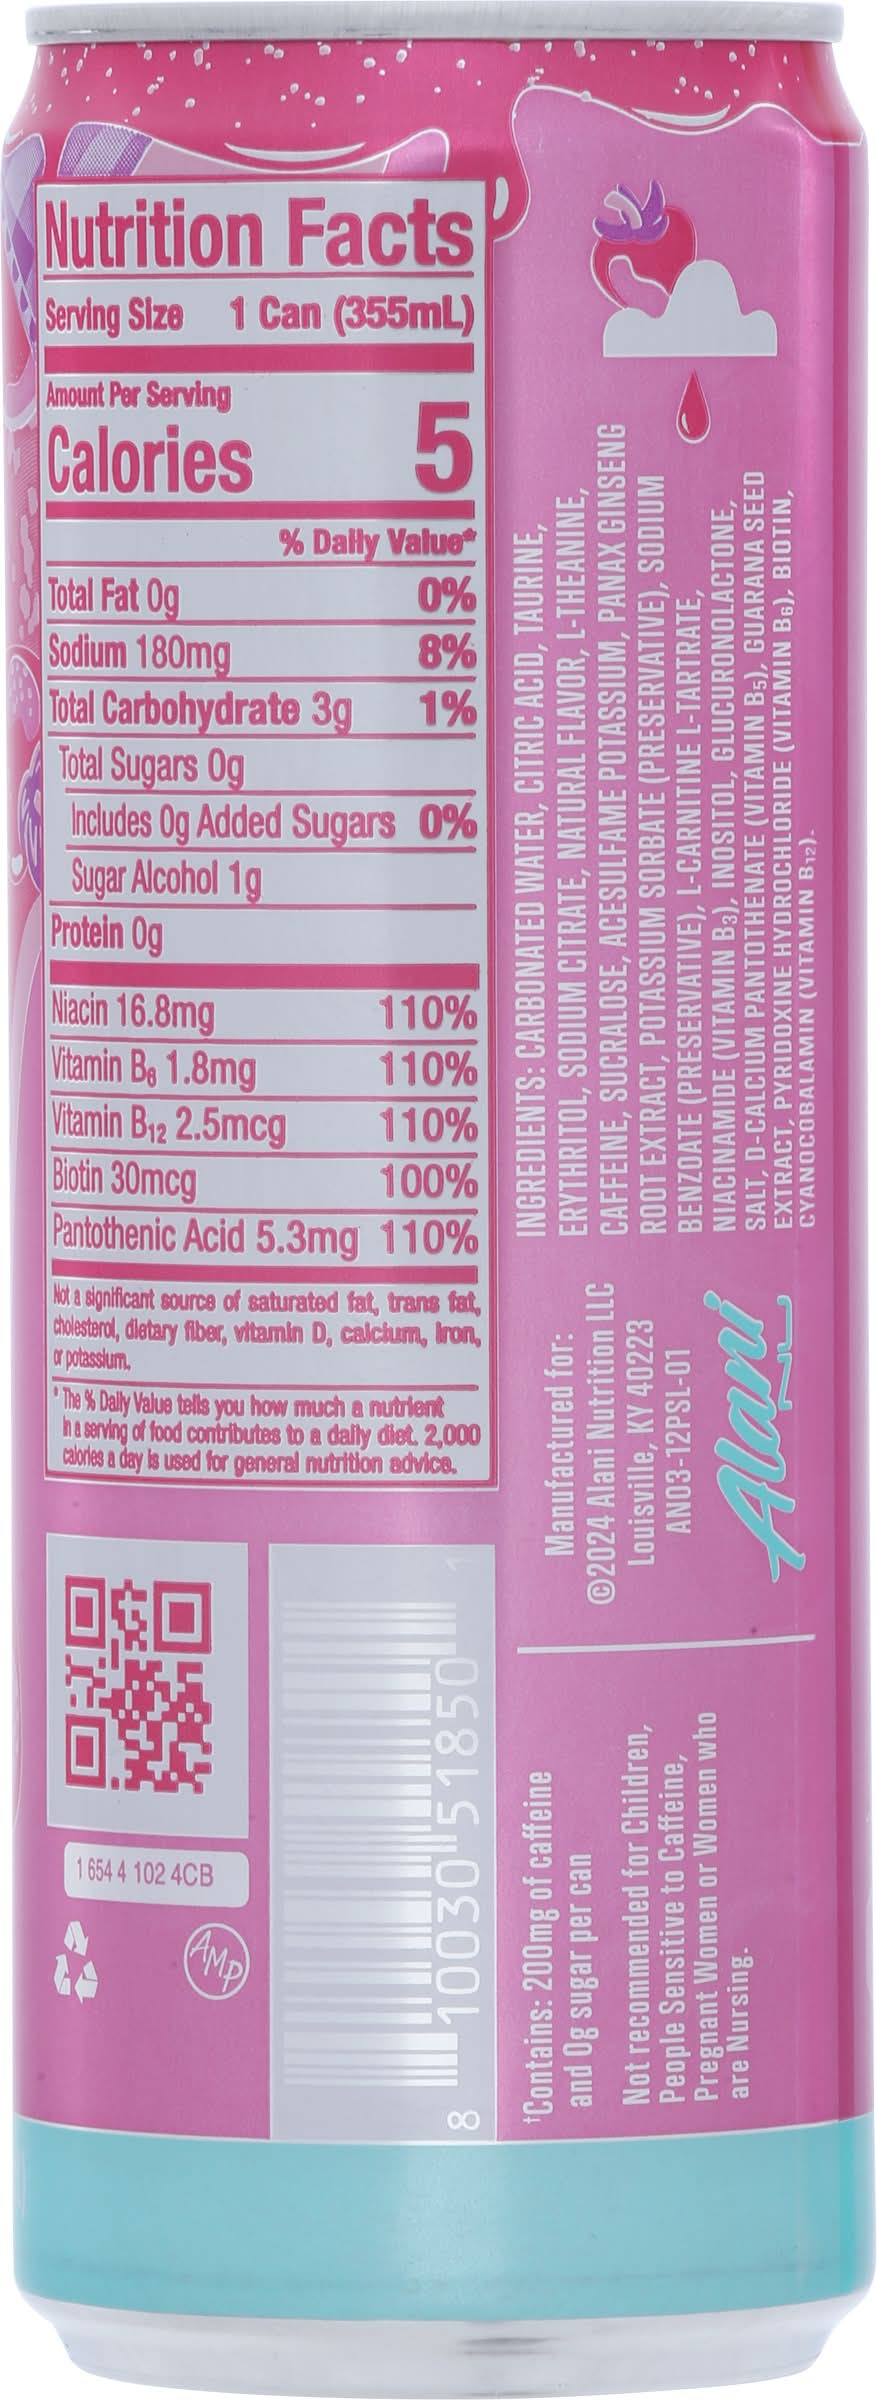 Nutrition Facts
Serving Size 1 Can (355mL)
Amount Per Serving
Calories 5
% Daily Value*
Total Fat 0g 0%
Sodium 180mg 8%
Total Carbohydrate 3g 1%
Total Sugars 0g
Includes 0g Added Sugars 0%
Sugar Alcohol 1g
Protein 0g
Niacin 16.8mg 110%
Vitamin B6 1.8mg 110%
Vitamin B12 2.5mcg 110%
Biotin 30mcg 100%
Pantothenic Acid 5.3mg 110%
Not a significant source of saturated fat, trans fat,
cholesterol, dietary fiber, vitamin D, calcium, iron,
or potassium.
* The % Daily Value tells you how much a nutrient
in a serving of food contributes to a daily diet. 2,000
calories a day is used for general nutrition advice.
1 654 4 102 4CB
AMP
8 10030 51850 1
INGREDIENTS: CARBONATED WATER, CITRIC ACID, TAURINE,
ERYTHRITOL, SODIUM CITRATE, NATURAL FLAVOR, L-THEANINE,
CAFFEINE, SUCRALOSE, ACESULFAME POTASSIUM, PANAX GINSENG
ROOT EXTRACT, POTASSIUM SORBATE (PRESERVATIVE), SODIUM
BENZOATE (PRESERVATIVE), L-CARNITINE L-TARTRATE,
NIACINAMIDE (VITAMIN B3), INOSITOL, GLUCURONOLACTONE,
SALT, D-CALCIUM PANTOTHENATE (VITAMIN B5), GUARANA SEED
EXTRACT, PYRIDOXINE HYDROCHLORIDE (VITAMIN B6), BIOTIN,
CYANOCOBALAMIN (VITAMIN B12).
Manufactured for:
©2024 Alani Nutrition LLC
Louisville, KY 40223
AN03-12PSL-01
Alani
NU
†Contains: 200mg of caffeine
and 0g sugar per can
Not recommended for Children,
People Sensitive to Caffeine,
Pregnant Women or Women who
are Nursing.